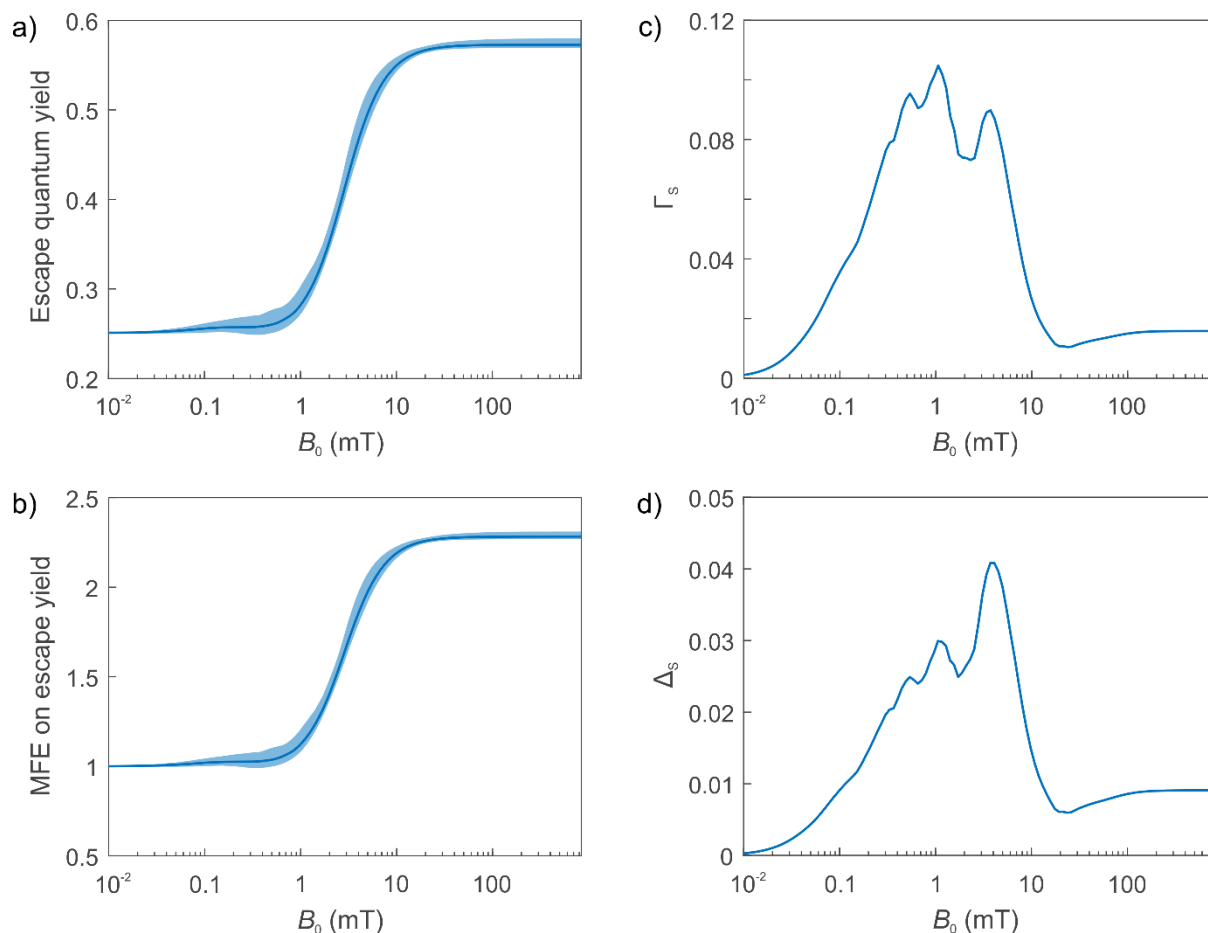 a)
0.6
0.5
0.4
0.3
0.2
Escape quantum yield
10-2 0.1 1 10 100
B0 (mT)
c)
0.12
0.08
0.04
0
Γs
10-2 0.1 1 10 100
B0 (mT)
b)
2.5
2
1.5
1
0.5
MFE on escape yield
10-2 0.1 1 10 100
B0 (mT)
d)
0.05
0.04
0.03
0.02
0.01
0
Δs
10-2 0.1 1 10 100
B0 (mT)